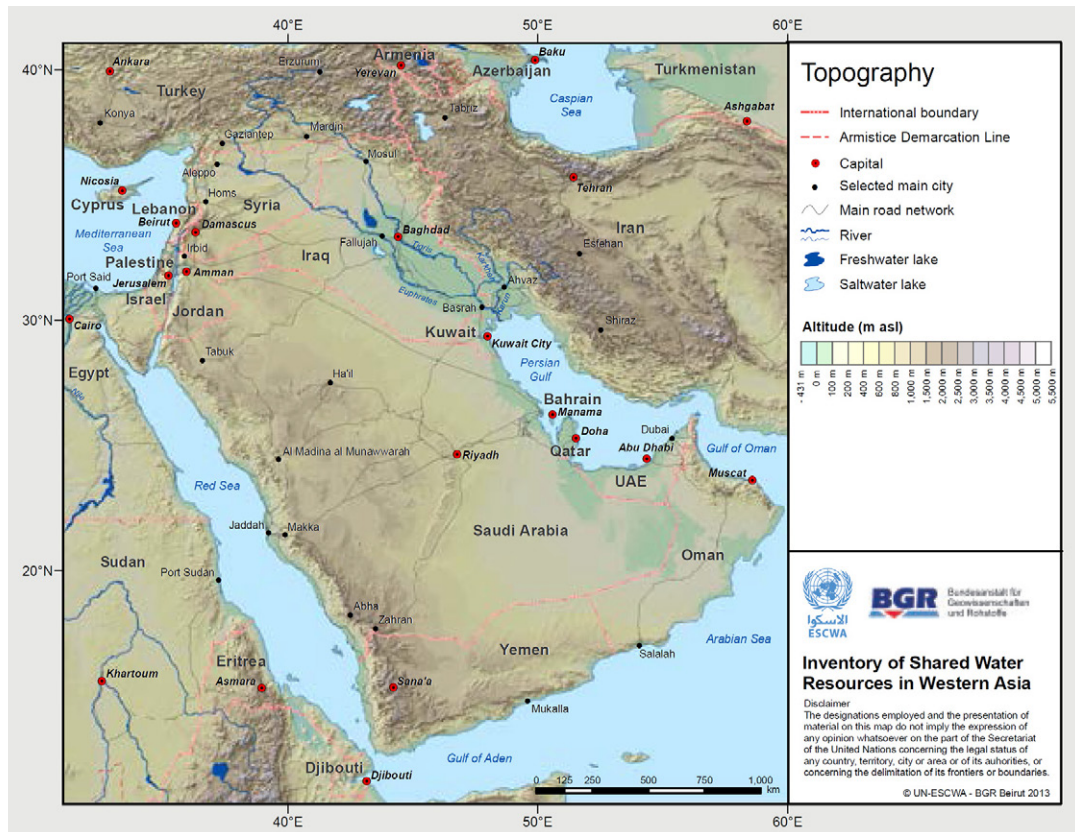 40°E
50°E
60°E
40°N
30°N
20°N
Ankara
Erzurum
Armenia
Yerevan
Baku
Azerbaijan
Turkmenistan
Turkey
Caspian
Sea
Konya
Tabriz
Ashgabat
Gaziantep
Mardin
Mosul
Aleppo
Tehran
Nicosia
Homs
Cyprus
Lebanon
Syria
Beirut
Damascus
Baghdad
Iran
Mediterranean
Sea
Irbid
Fallujah
Tigris
Karkheh
Esfehan
Iraq
Palestine
Amman
Port Said
Jerusalem
Ahvaz
Israel
Euphrates
Basrah
Karun
Jordan
Cairo
Kuwait
Kuwait City
Shiraz
Tabuk
Persian
Gulf
Egypt
Ha'il
Nile
Bahrain
Manama
Doha
Dubai
Al Madina al Munawwarah
Riyadh
Qatar
Abu Dhabi
Gulf of Oman
Muscat
UAE
Red Sea
Jaddah
Makka
Saudi Arabia
Oman
Sudan
Port Sudan
Abha
Zahran
Arabian Sea
Yemen
Salalah
Eritrea
Khartoum
Asmara
Sana'a
Mukalla
Gulf of Aden
Djibouti
Djibouti
0 125 250 500 750 1,000
km
40°E
50°E
60°E
Topography
International boundary
Armistice Demarcation Line
Capital
Selected main city
Main road network
River
Freshwater lake
Saltwater lake
Altitude (m asl)
- 431 m
0 m
100 m
200 m
400 m
600 m
800 m
1,000 m
1,500 m
2,000 m
2,500 m
3,000 m
3,500 m
4,000 m
4,500 m
5,000 m
5,500 m
الاسكوا
ESCWA
BGR
Bundesanstalt für
Geowissenschaften
und Rohstoffe
Inventory of Shared Water
Resources in Western Asia
Disclaimer
The designations employed and the presentation of
material on this map do not imply the expression of
any opinion whatsoever on the part of the Secretariat
of the United Nations concerning the legal status of
any country, territory, city or area or of its auhorities, or
concerning the delimitation of its frontiers or boundaries.
© UN-ESCWA - BGR Beirut 2013